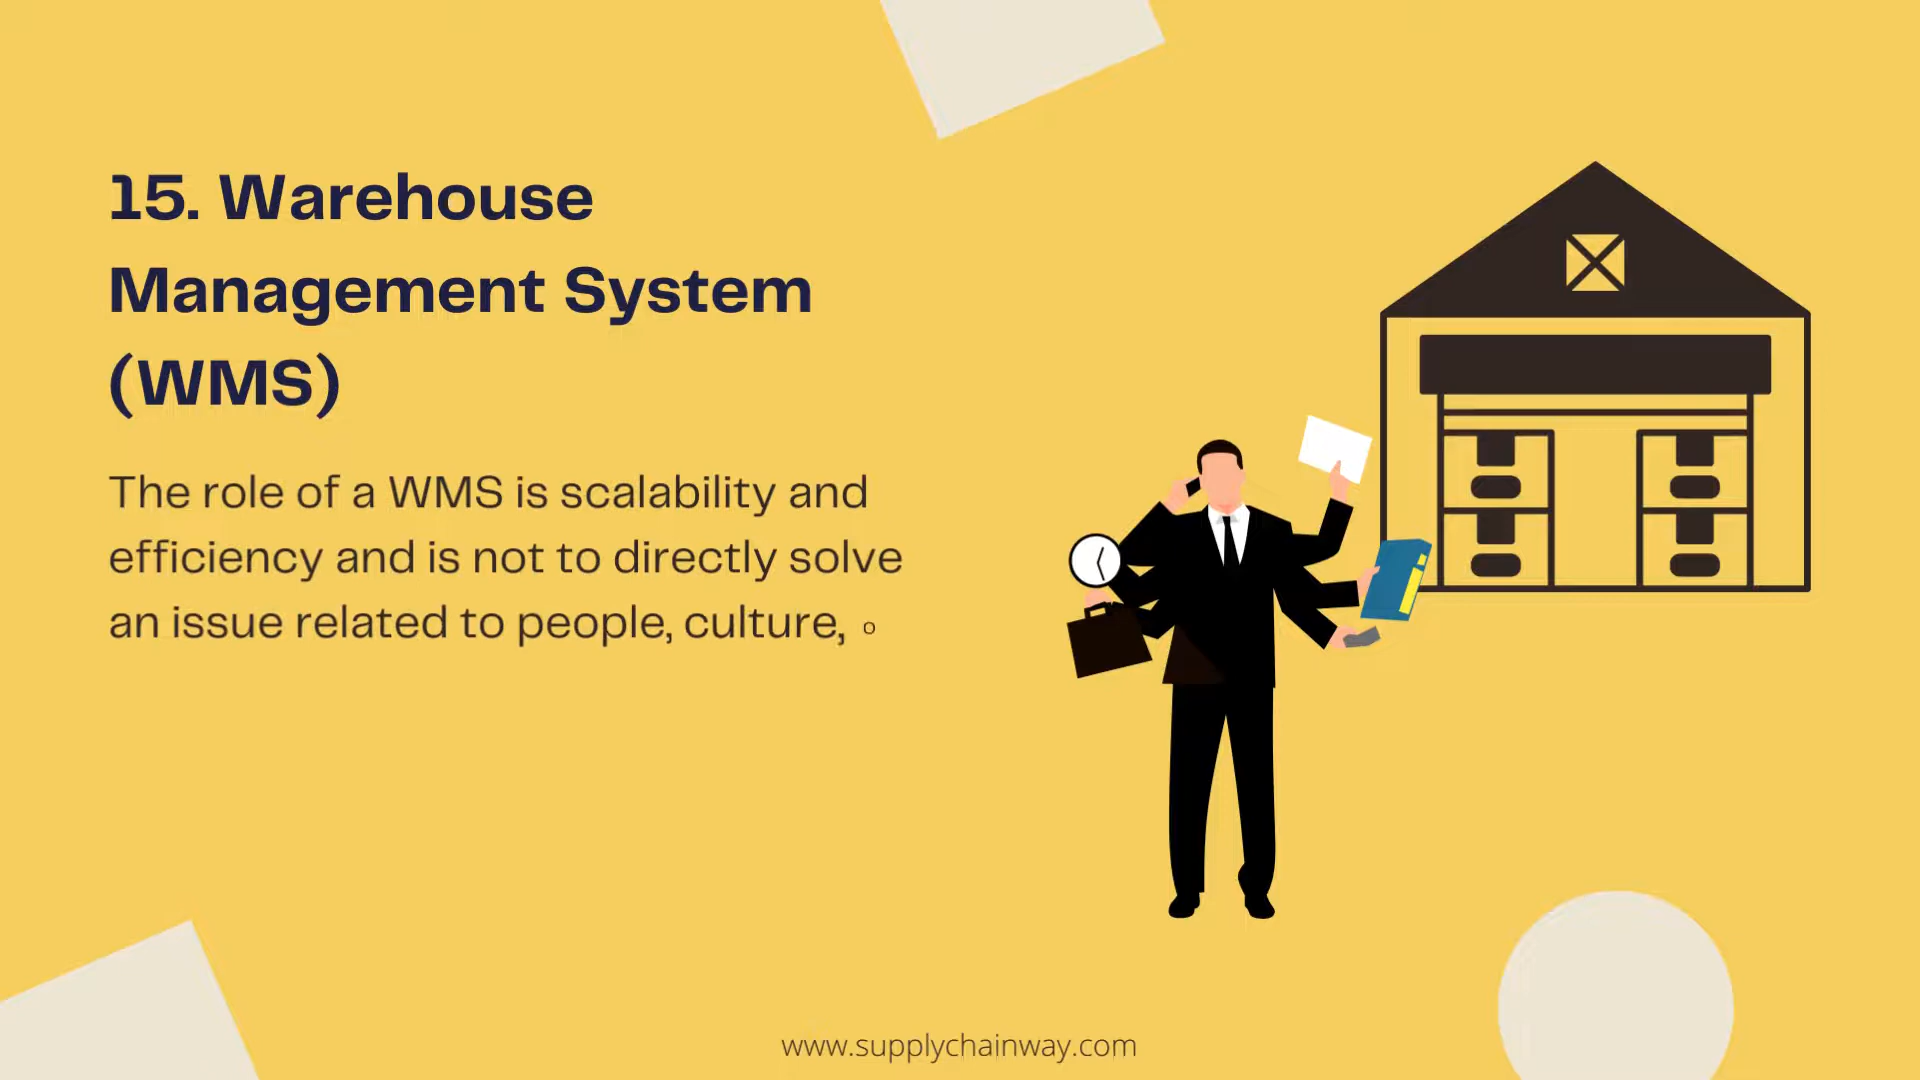 15. Warehouse
Management System
(WMS)
The role of a WMS is scalability and
efficiency and is not to directly solve
an issue related to people, culture, o
www.supplychainway.com